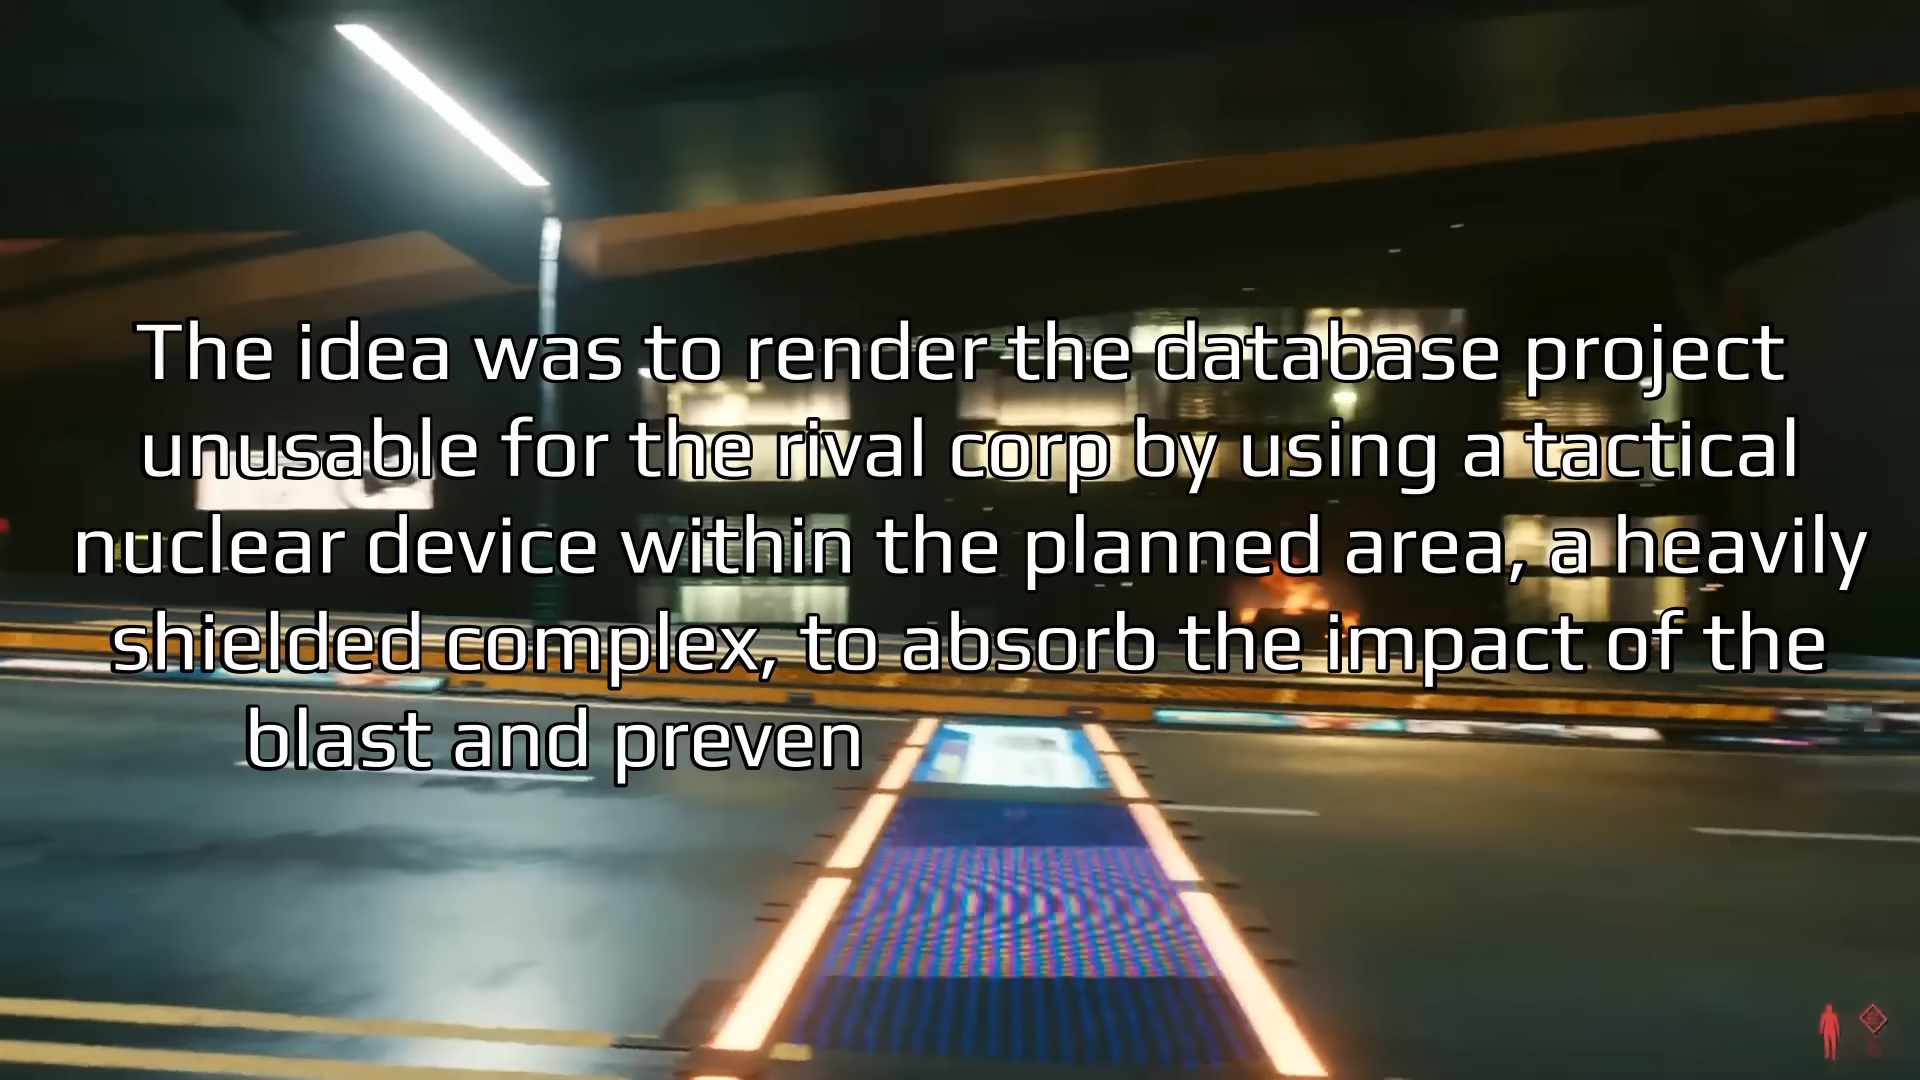 The idea was to render the database project
unusable for the rival corp by using a tactical
nuclear device within the planned area, a heavily
shielded complex, to absorb the impact of the
blast and preven